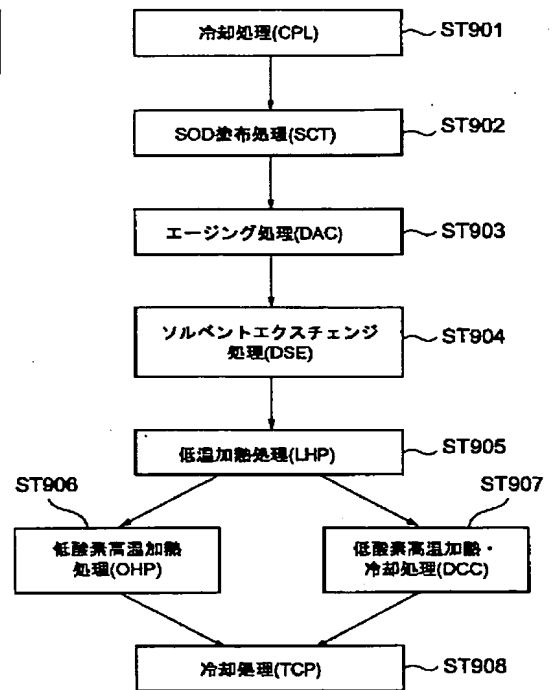 冷却処理(CPL)
ST901
SOD塗布処理(SCT)
ST902
エージング処理(DAC)
ST903
ソルベントエクスチェンジ
処理(DSE)
ST904
低温加熱処理(LHP)
ST905
ST906
ST907
低酸素高温加熱
処理(OHP)
低酸素高温加熱・
冷却処理(DCC)
冷却処理(TCP)
ST908